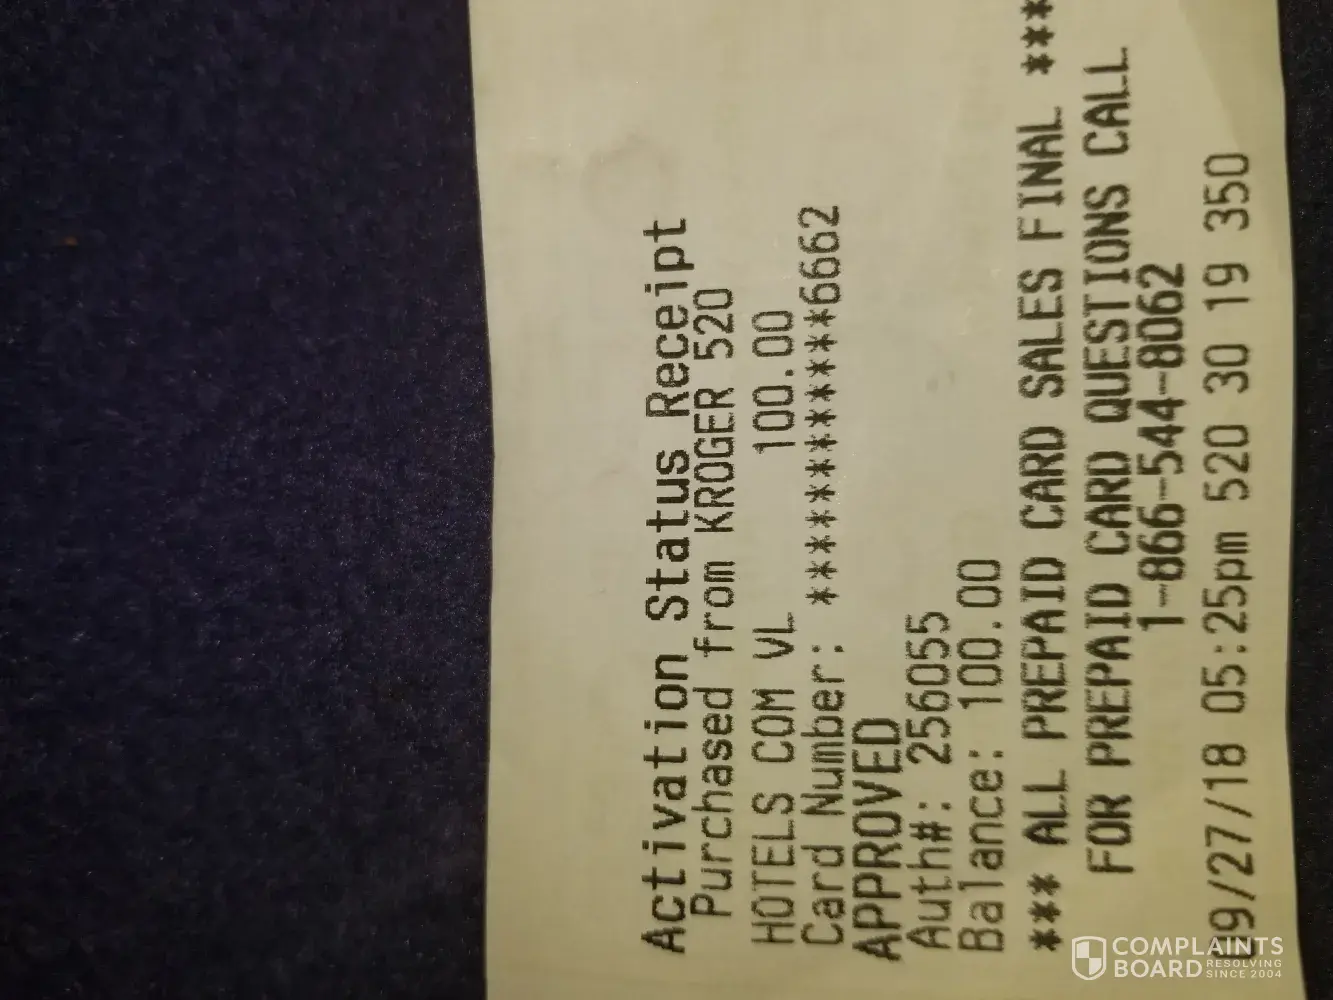 Activation Status Receipt
Purchased from KROGER 520
HOTELS COM VL 100.00
Card Number: ************6662
APPROVED
Auth#: 256055
Balance: 100.00
*** ALL PREPAID CARD SALES FINAL ***
FOR PREPAID CARD QUESTIONS CALL
1-866-544-8062
09/27/18 05:25pm 520 30 19 350
COMPLAINTS
BOARD RESOLVING
SINCE 2004